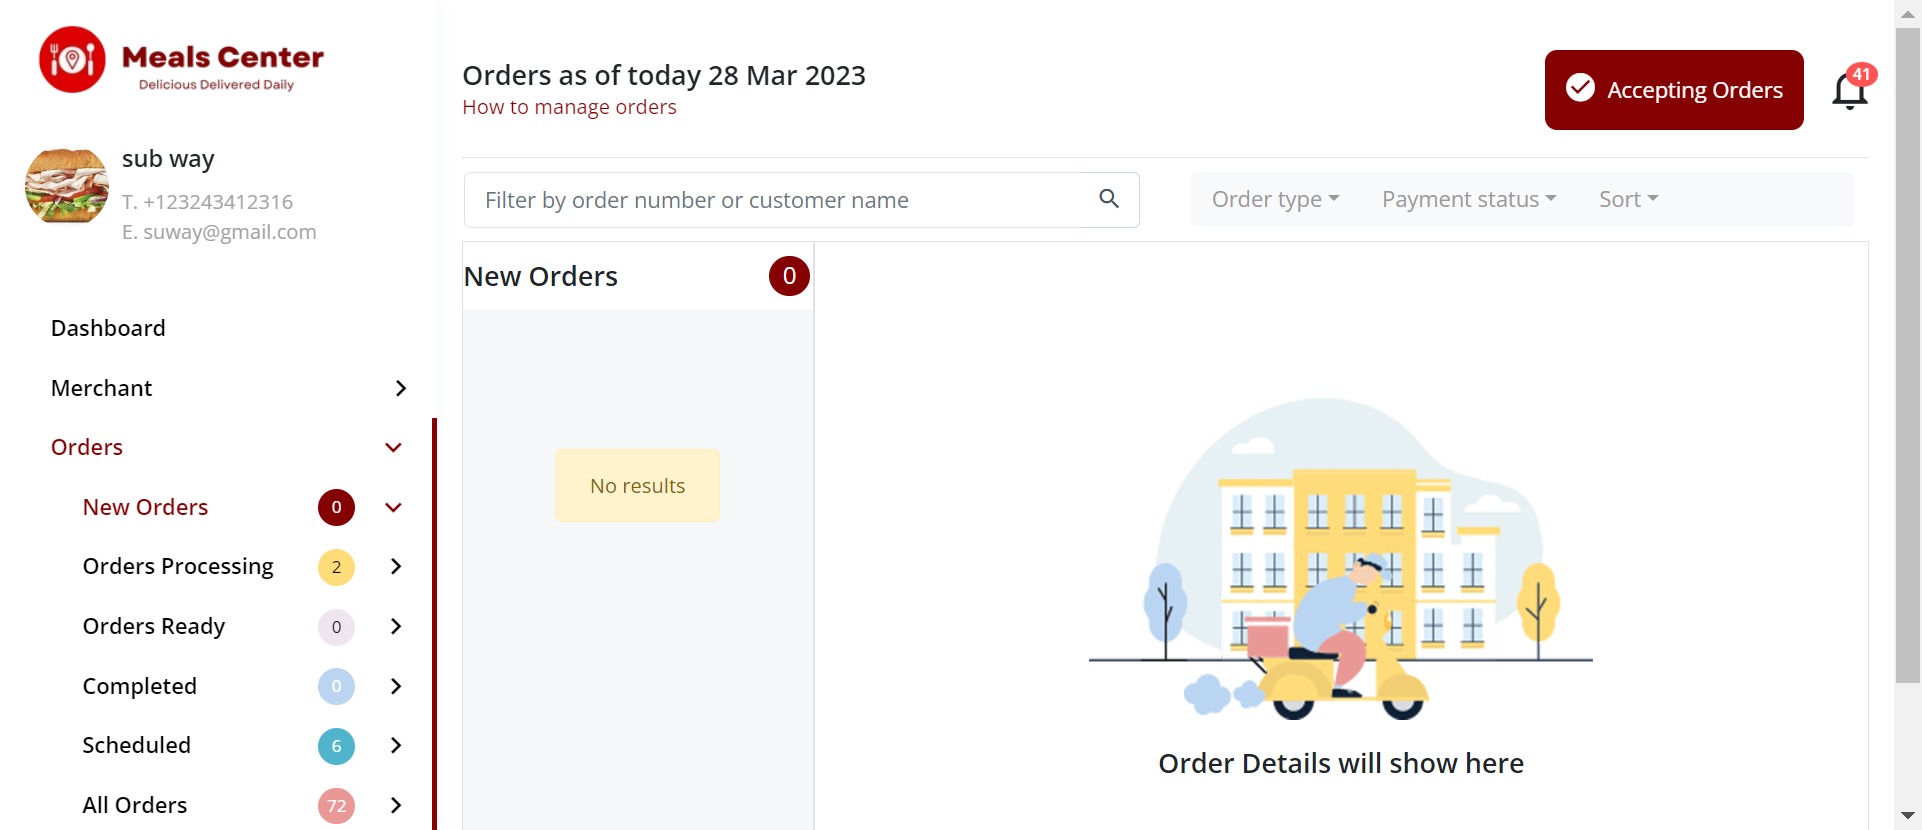 Meals Center
Delicious Delivered Daily
sub way
T. +123243412316
E. suway@gmail.com
Dashboard
Merchant
Orders
New Orders 0
Orders Processing 2
Orders Ready 0
Completed 0
Scheduled 6
All Orders 72
Orders as of today 28 Mar 2023
How to manage orders
Accepting Orders
41
Filter by order number or customer name
Order type Payment status Sort
New Orders 0
No results
Order Details will show here